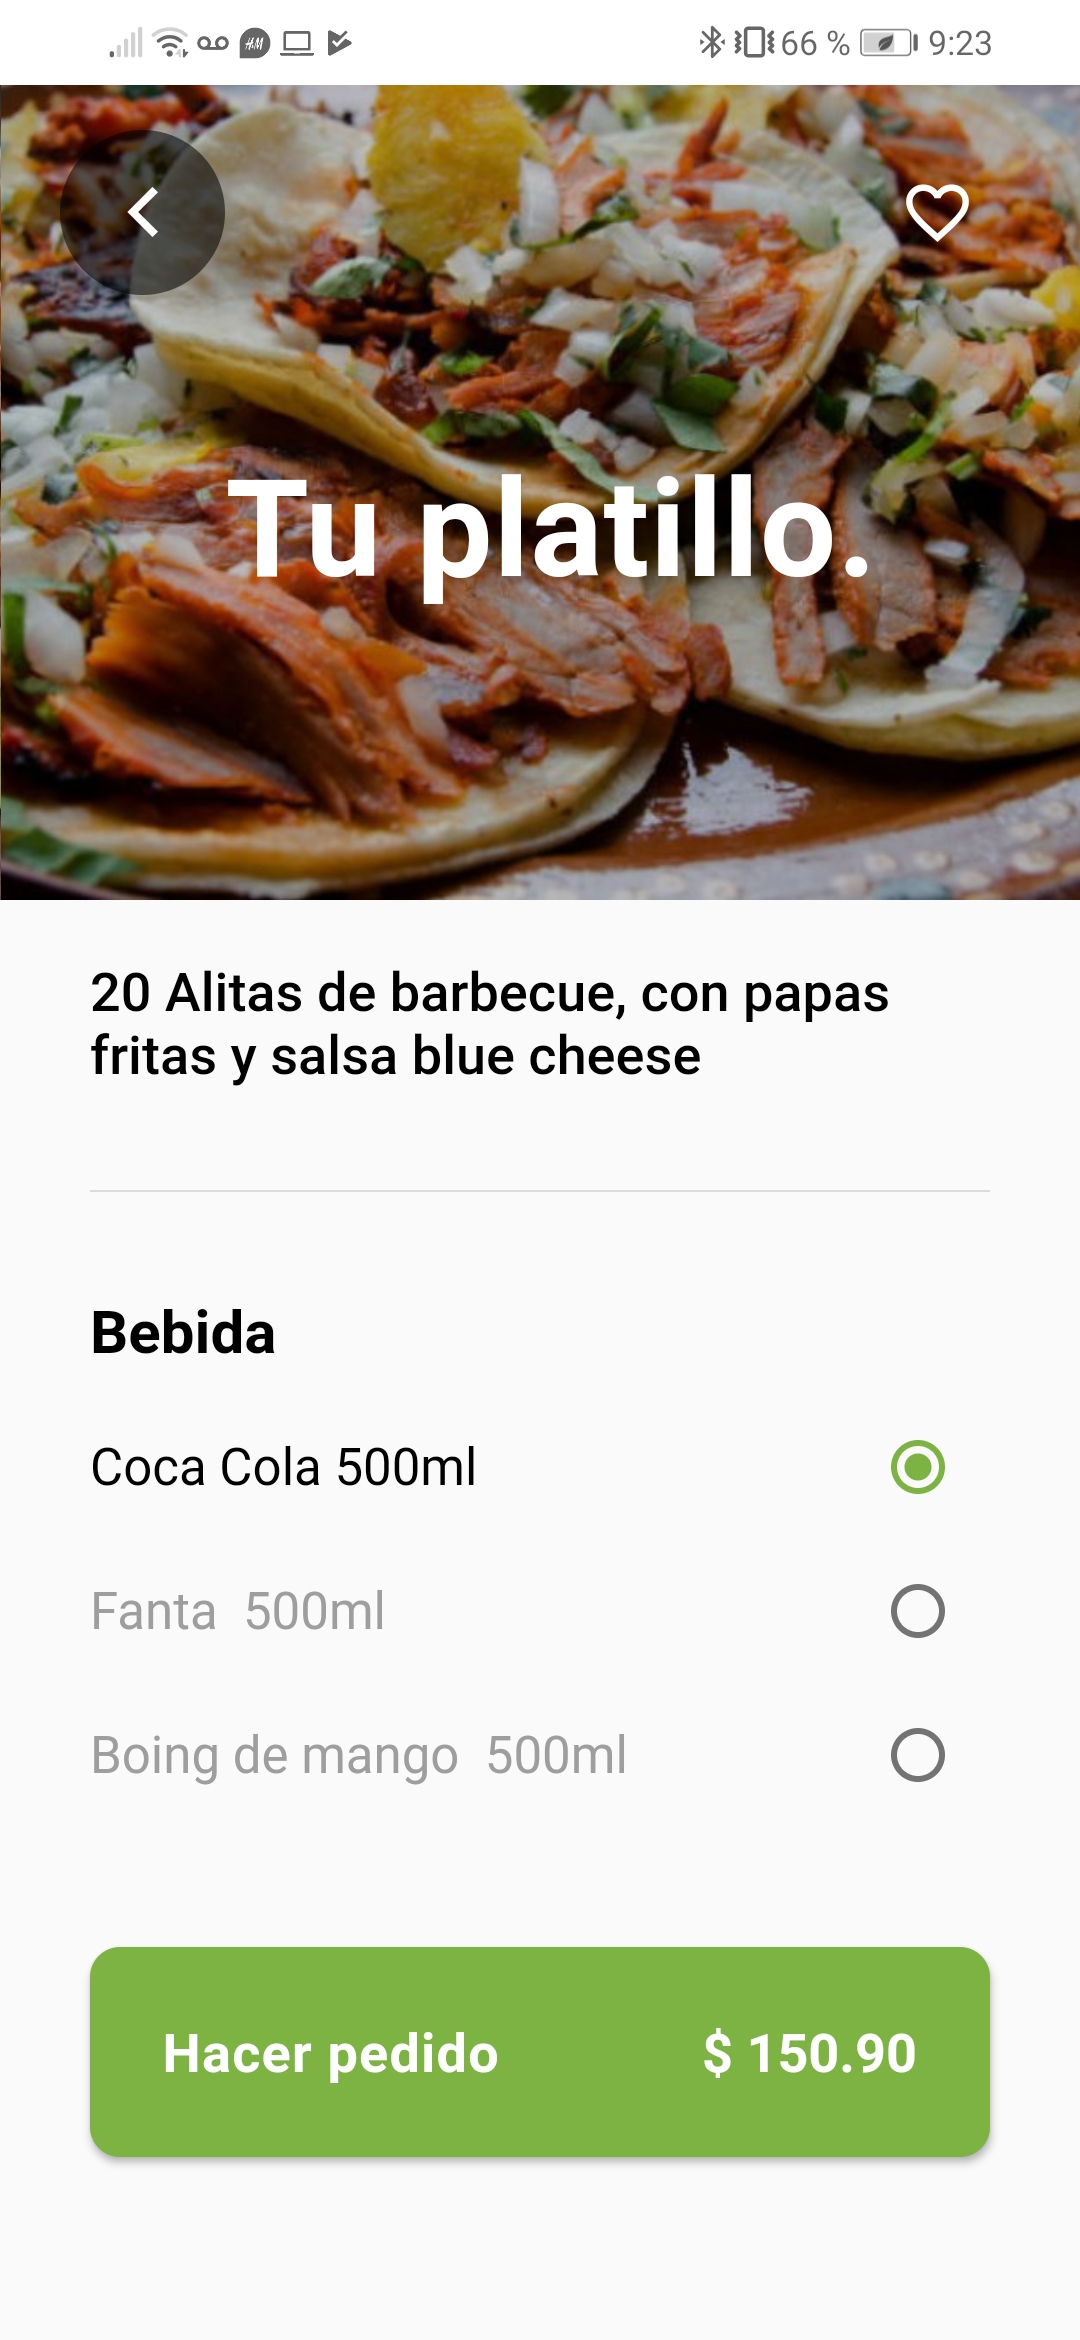 66 % 9:23
Tu platillo.
20 Alitas de barbecue, con papas
fritas y salsa blue cheese
Bebida
Coca Cola 500ml
Fanta 500ml
Boing de mango 500ml
Hacer pedido $ 150.90